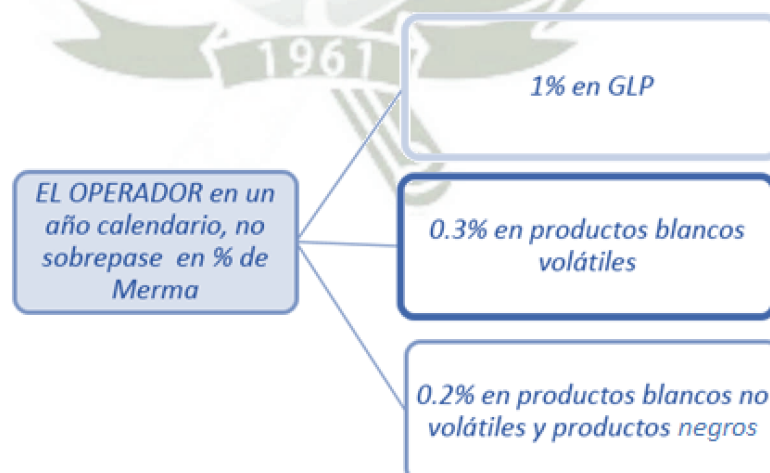 1961
1% en GLP
EL OPERADOR en un
año calendario, no
sobrepase en % de
Merma
0.3% en productos blancos
volátiles
0.2% en productos blancos no
volátiles y productos negros